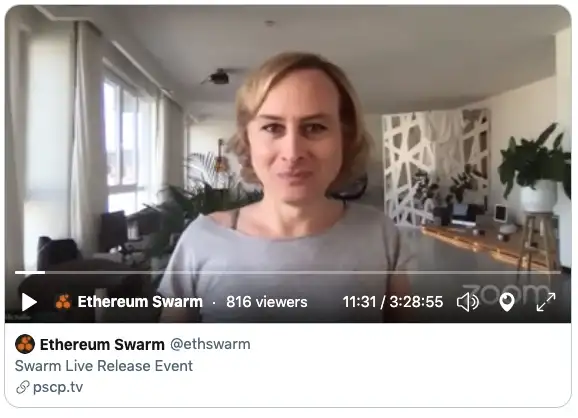 zoom
Ethereum Swarm · 816 viewers 11:31 / 3:28:55
Ethereum Swarm @ethswarm
Swarm Live Release Event
pscp.tv